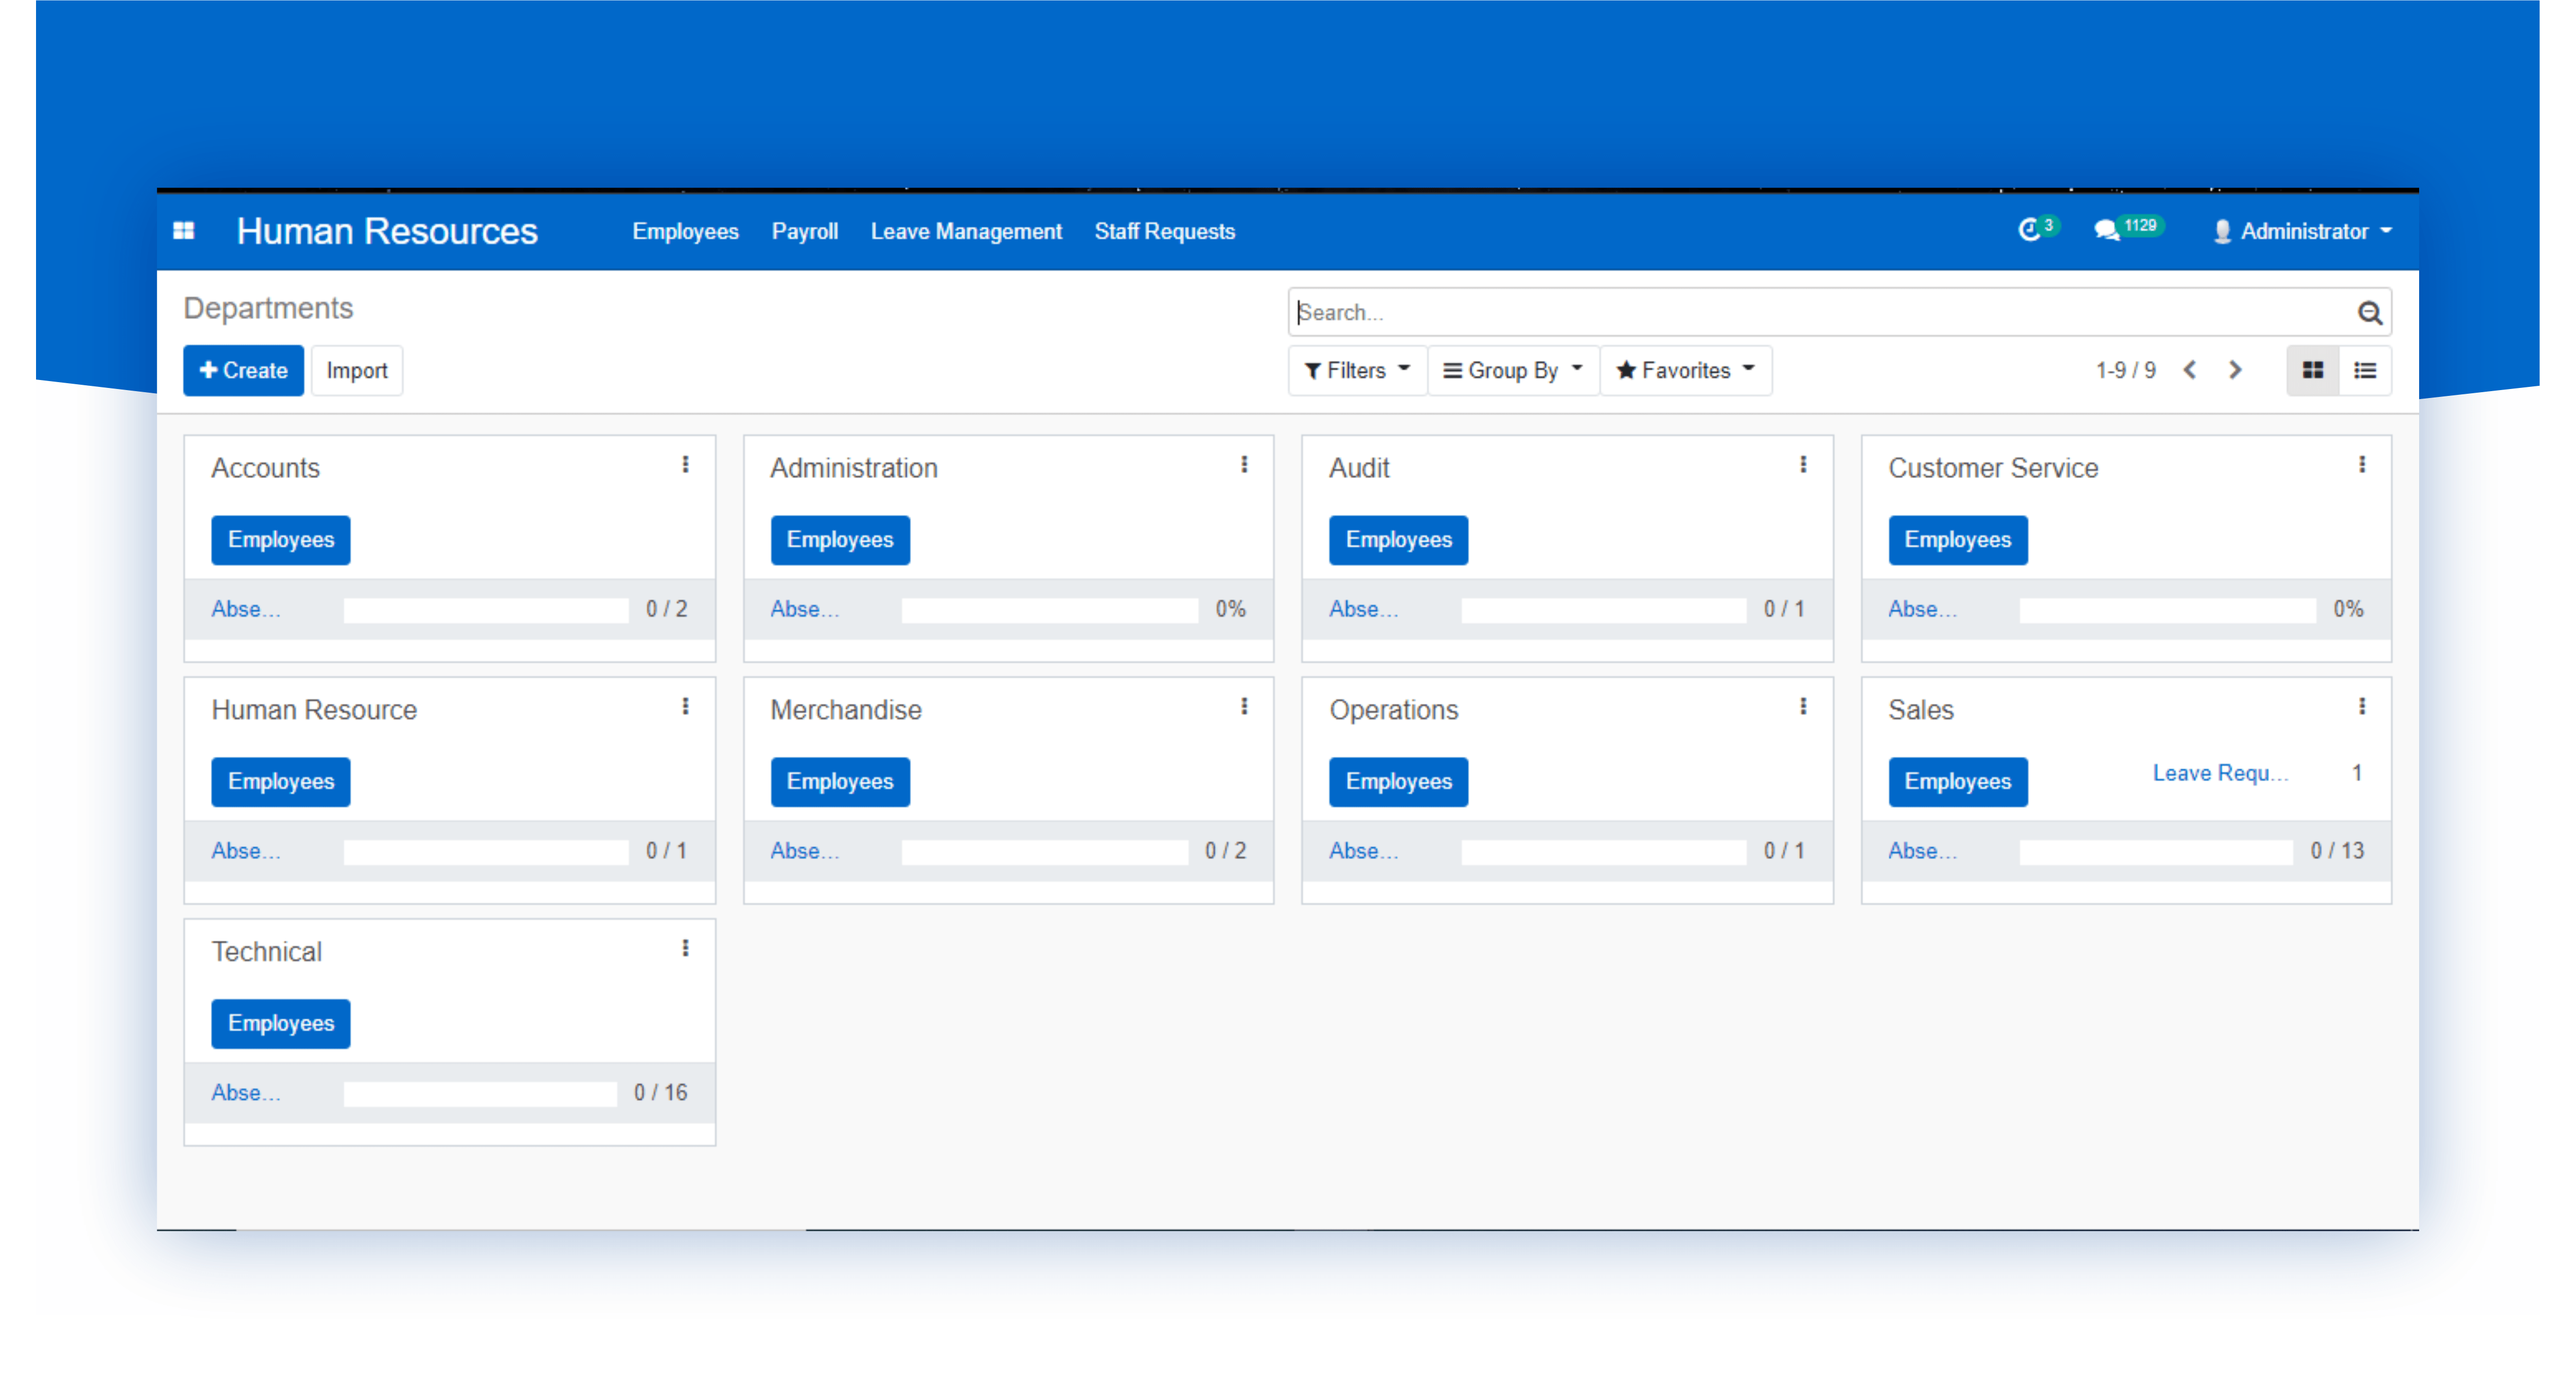 Human Resources Employees Payroll Leave Management Staff Requests 3 1129 Administrator
Departments
Search...
Create Import Filters Group By Favorites 1-9 / 9
Accounts
Employees
Abse... 0 / 2
Administration
Employees
Abse... 0%
Audit
Employees
Abse... 0 / 1
Customer Service
Employees
Abse... 0%
Human Resource
Employees
Abse... 0 / 1
Merchandise
Employees
Abse... 0 / 2
Operations
Employees
Abse... 0 / 1
Sales
Employees Leave Requ... 1
Abse... 0 / 13
Technical
Employees
Abse... 0 / 16